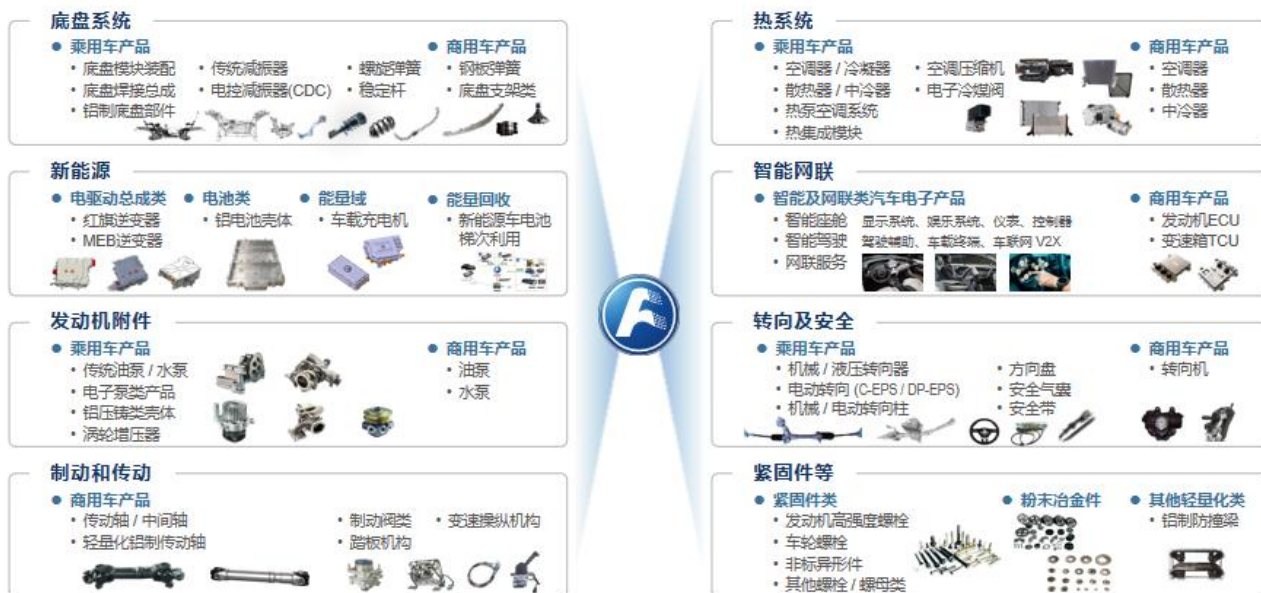 底盘系统
乘用车产品
商用车产品
• 底盘模块装配 • 传统减振器 • 螺旋弹簧 • 钢板弹簧
• 底盘焊接总成 • 电控减振器(CDC) • 稳定杆 • 底盘支架类
• 铝制底盘部件
新能源
电驱动总成类
电池类
能量域
能量回收
• 红旗逆变器 • 铝电池壳体 • 车载充电机 • 新能源车电池
• MEB逆变器 梯次利用
发动机附件
乘用车产品
商用车产品
• 传统油泵 / 水泵 • 油泵
• 电子泵类产品 • 水泵
• 铝压铸类壳体
• 涡轮增压器
制动和传动
商用车产品
• 传动轴 / 中间轴 • 制动阀类 • 变速操纵机构
• 轻量化铝制传动轴 • 踏板机构
热系统
乘用车产品
商用车产品
• 空调器 / 冷凝器 • 空调压缩机 • 空调器
• 散热器 / 中冷器 • 电子冷媒阀 • 散热器
• 热泵空调系统 • 中冷器
• 热集成模块
智能网联
智能及网联类汽车电子产品
商用车产品
• 智能座舱 显示系统、娱乐系统、仪表、控制器 • 发动机ECU
• 智能驾驶 驾驶辅助、车载终端、车联网 V2X • 变速箱TCU
• 网联服务
转向及安全
乘用车产品
商用车产品
• 机械 / 液压转向器 • 方向盘 • 转向机
• 电动转向 (C-EPS / DP-EPS) • 安全气囊
• 机械 / 电动转向柱 • 安全带
紧固件等
紧固件类
粉末冶金件
其他轻量化类
• 发动机高强度螺栓 • 铝制防撞梁
• 车轮螺栓
• 非标异形件
• 其他螺栓 / 螺母类